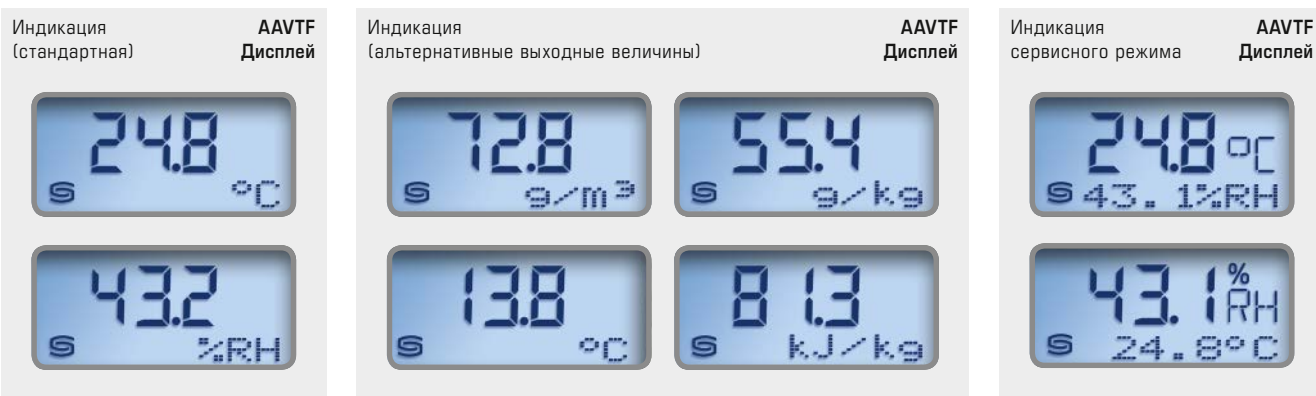 Индикация AAVTF
(стандартная) Дисплей
24.8
°C
43.2
%RH
Индикация AAVTF
(альтернативные выходные величины) Дисплей
72.8
g/m³
55.4
g/kg
13.8
°C
81.3
kJ/kg
Индикация AAVTF
сервисного режима Дисплей
24.8 °C
43.1%RH
43.1 % RH
24.8°C